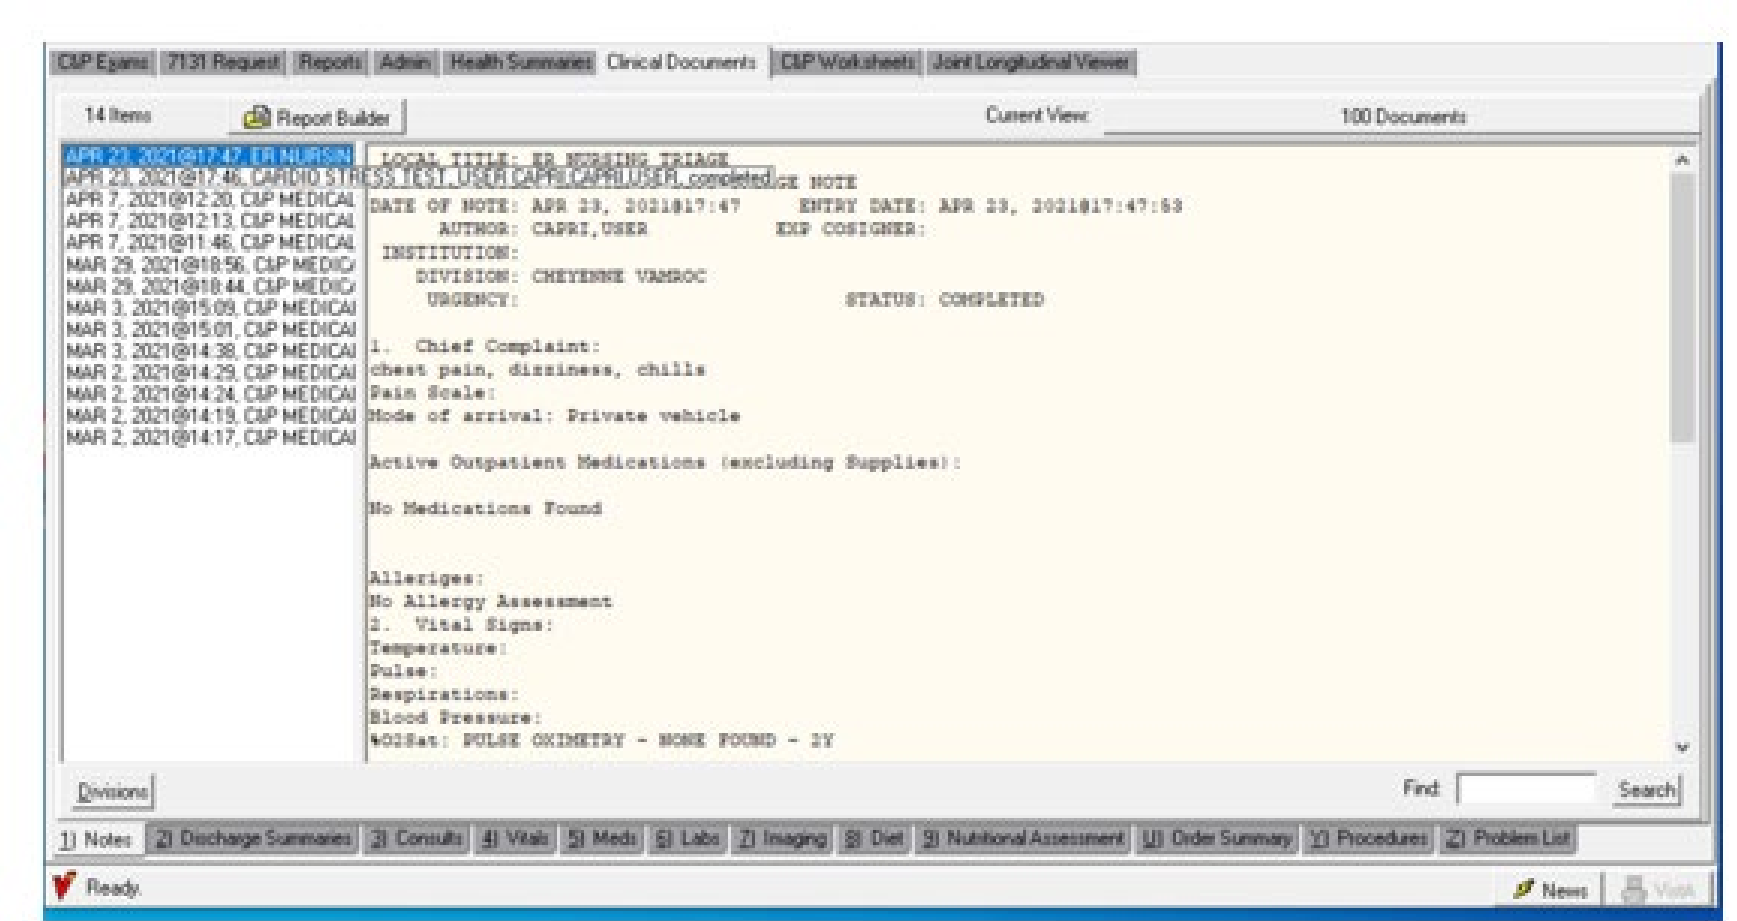 C&P Exams 7131 Request Reports Admin Health Summaries Clinical Documents C&P Worksheets Joint Longitudinal Viewer
14 Items Report Builder Current View: 100 Documents
APR 23, 2021@17:47, ER NURSIN
APR 23, 2021@17:46, CARDIO STRESS TEST, USER CAPRI,CAPRI,USER, completed
APR 7, 2021@12:20, C&P MEDICAL
APR 7, 2021@12:13, C&P MEDICAL
APR 7, 2021@11:46, C&P MEDICAL
MAR 29, 2021@18:56, C&P MEDICA
MAR 29, 2021@18:44, C&P MEDICA
MAR 3, 2021@15:09, C&P MEDICAL
MAR 3, 2021@15:01, C&P MEDICAL
MAR 3, 2021@14:38, C&P MEDICAL
MAR 2, 2021@14:29, C&P MEDICAL
MAR 2, 2021@14:24, C&P MEDICAL
MAR 2, 2021@14:19, C&P MEDICAL
MAR 2, 2021@14:17, C&P MEDICAL
LOCAL TITLE: ER NURSING TRIAGE
GE NOTE
DATE OF NOTE: APR 23, 2021@17:47 ENTRY DATE: APR 23, 2021@17:47:53
AUTHOR: CAPRI,USER EXP COSIGNER:
INSTITUTION:
DIVISION: CHEYENNE VAMROC
URGENCY: STATUS: COMPLETED
1. Chief Complaint:
chest pain, dizziness, chills
Pain Scale:
Mode of arrival: Private vehicle
Active Outpatient Medications (excluding Supplies):
No Medications Found
Alleriges:
No Allergy Assessment
2. Vital Signs:
Temperature:
Pulse:
Respirations:
Blood Pressure:
%O2Sat: PULSE OXIMETRY - NONE FOUND - 2Y
Divisions Find: Search
1) Notes 2) Discharge Summaries 3) Consults 4) Vitals 5) Meds 6) Labs 7) Imaging 8) Diet 9) Nutritional Assessment U) Order Summary Y) Procedures Z) Problem List
Ready. News VistA